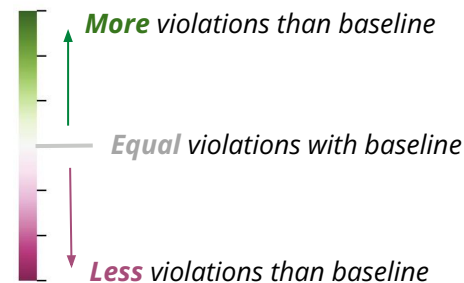 More violations than baseline
Equal violations with baseline
Less violations than baseline